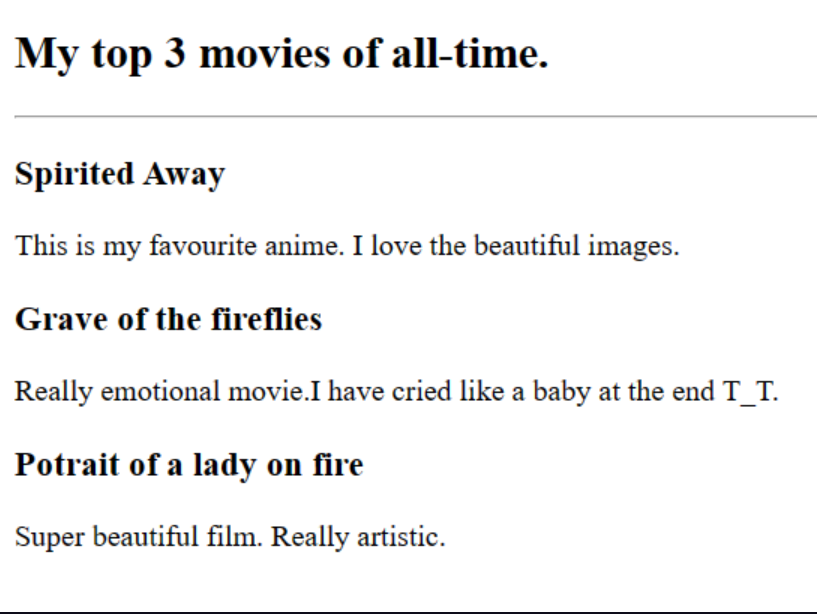 My top 3 movies of all-time.
Spirited Away
This is my favourite anime. I love the beautiful images.
Grave of the fireflies
Really emotional movie.I have cried like a baby at the end T_T.
Potrait of a lady on fire
Super beautiful film. Really artistic.